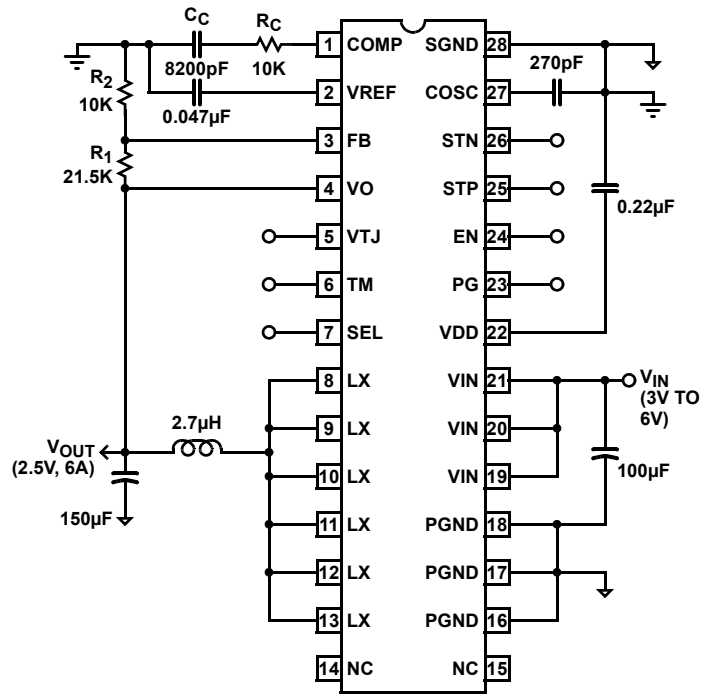 CC
8200pF
RC
10K
R2
10K
0.047µF
R1
21.5K
1 COMP
2 VREF
3 FB
4 VO
5 VTJ
6 TM
7 SEL
8 LX
9 LX
10 LX
11 LX
12 LX
13 LX
14 NC
SGND 28
COSC 27
STN 26
STP 25
EN 24
PG 23
VDD 22
VIN 21
VIN 20
VIN 19
PGND 18
PGND 17
PGND 16
NC 15
270pF
0.22µF
VIN
(3V TO
6V)
100µF
2.7µH
VOUT
(2.5V, 6A)
150µF